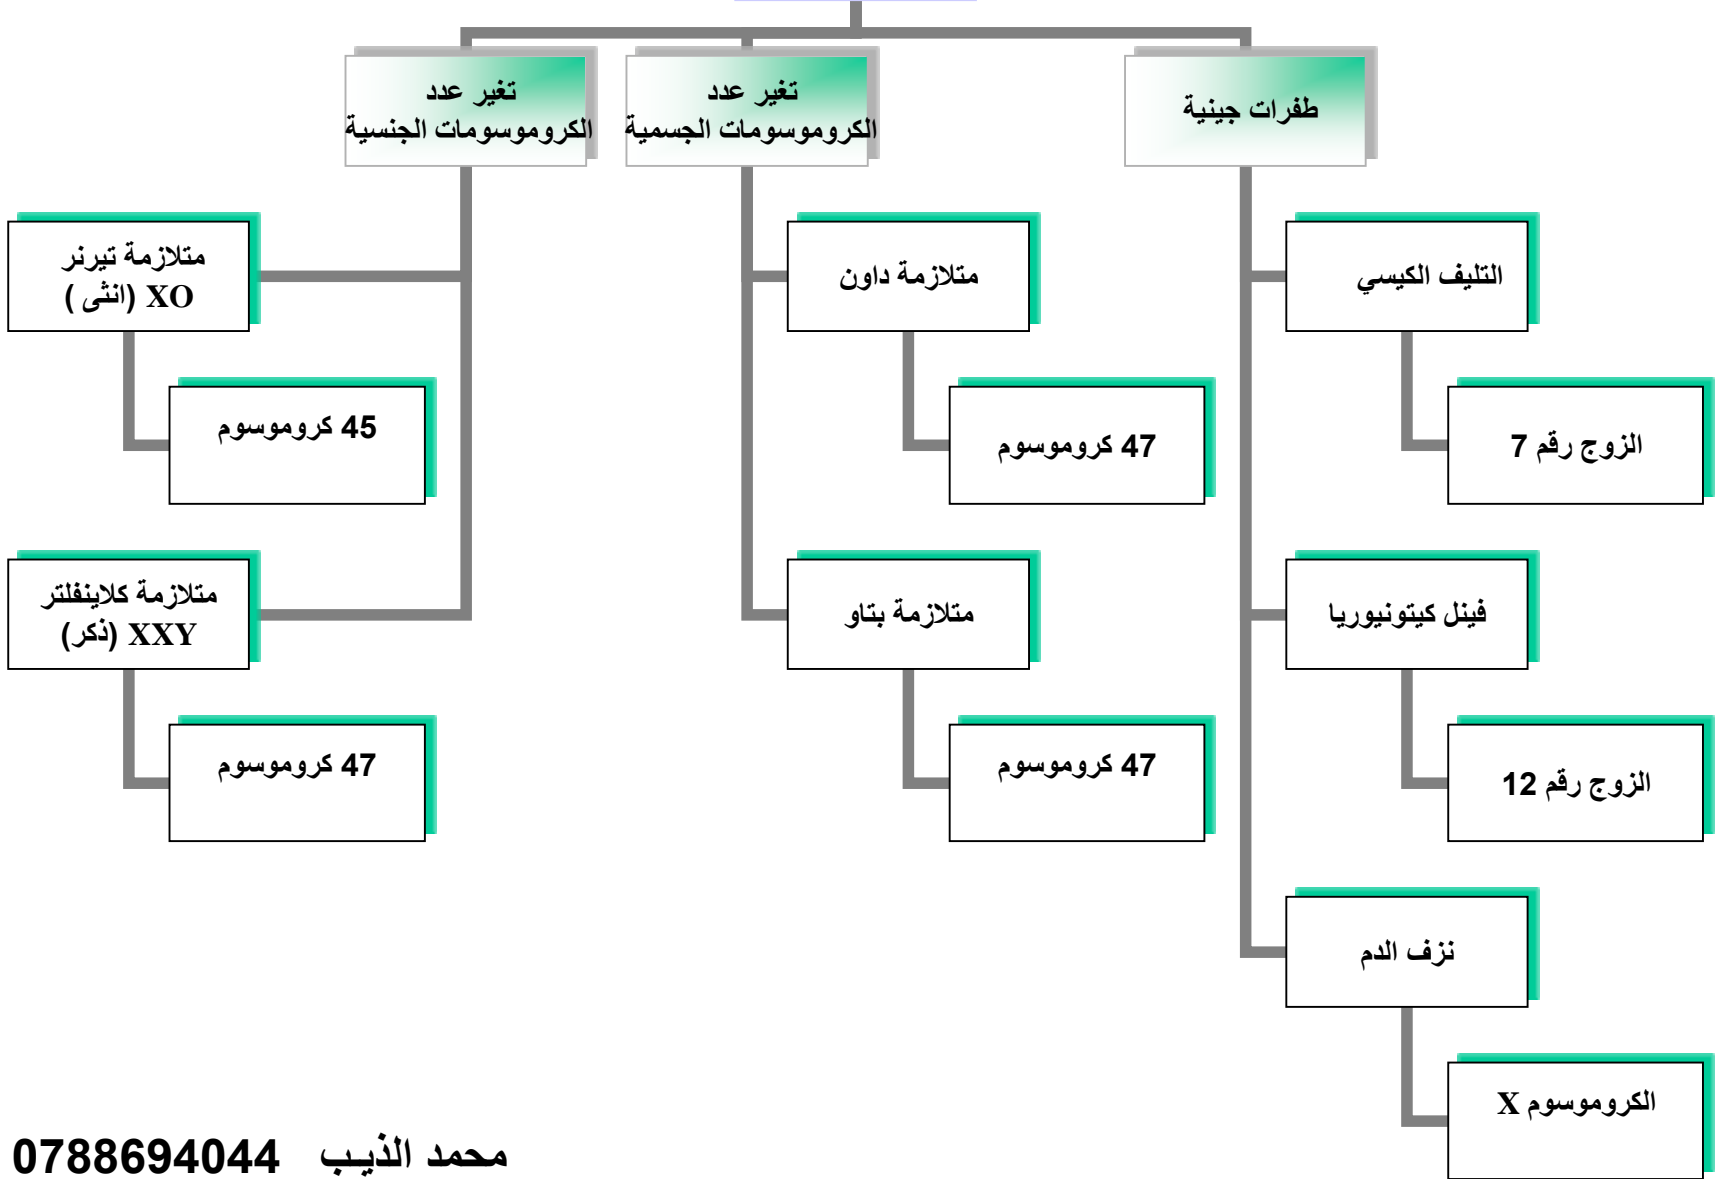 طفرات جينية
تغير عدد
الكروموسومات الجسمية
تغير عدد
الكروموسومات الجنسية
التليف الكيسي
متلازمة داون
متلازمة تيرنر
XO (انثى )
الزوج رقم 7
47 كروموسوم
45 كروموسوم
فينل كيتونيوريا
متلازمة بتاو
متلازمة كلاينفلتر
XXY (ذكر)
الزوج رقم 12
47 كروموسوم
47 كروموسوم
نزف الدم
الكروموسوم X
محمد الذيب 0788694044